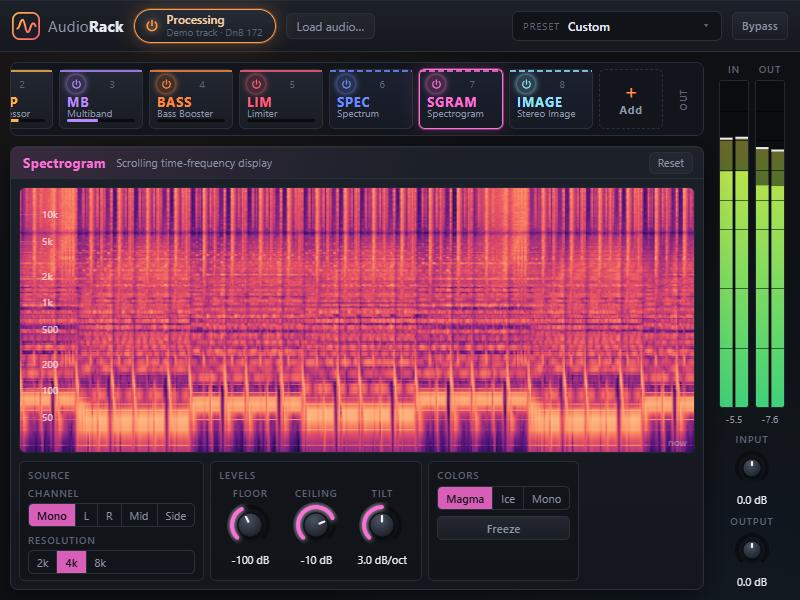 AudioRack
Processing
Demo track · DnB 172
Load audio...
PRESET Custom
Bypass
2
P
ssor
3
MB
Multiband
4
BASS
Bass Booster
5
LIM
Limiter
6
SPEC
Spectrum
7
SGRAM
Spectrogram
8
IMAGE
Stereo Image
+
Add
OUT
IN OUT
Spectrogram Scrolling time-frequency display
Reset
10k
5k
2k
1k
500
200
100
50
now
-5.5 -7.6
INPUT
0.0 dB
OUTPUT
0.0 dB
SOURCE
CHANNEL
Mono L R Mid Side
RESOLUTION
2k 4k 8k
LEVELS
FLOOR CEILING TILT
-100 dB -10 dB 3.0 dB/oct
COLORS
Magma Ice Mono
Freeze